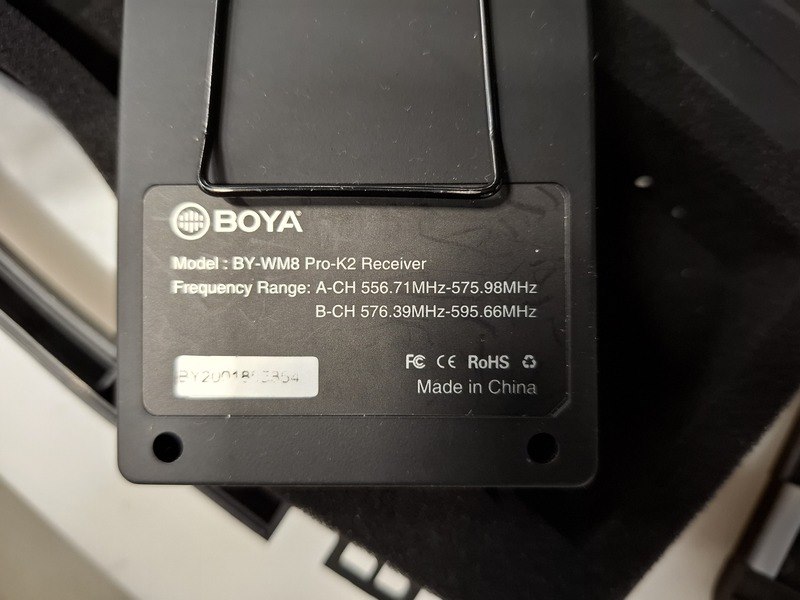 BOYA
Model : BY-WM8 Pro-K2 Receiver
Frequency Range: A-CH 556.71MHz-575.98MHz
B-CH 576.39MHz-595.66MHz
FC CE RoHS
Made in China